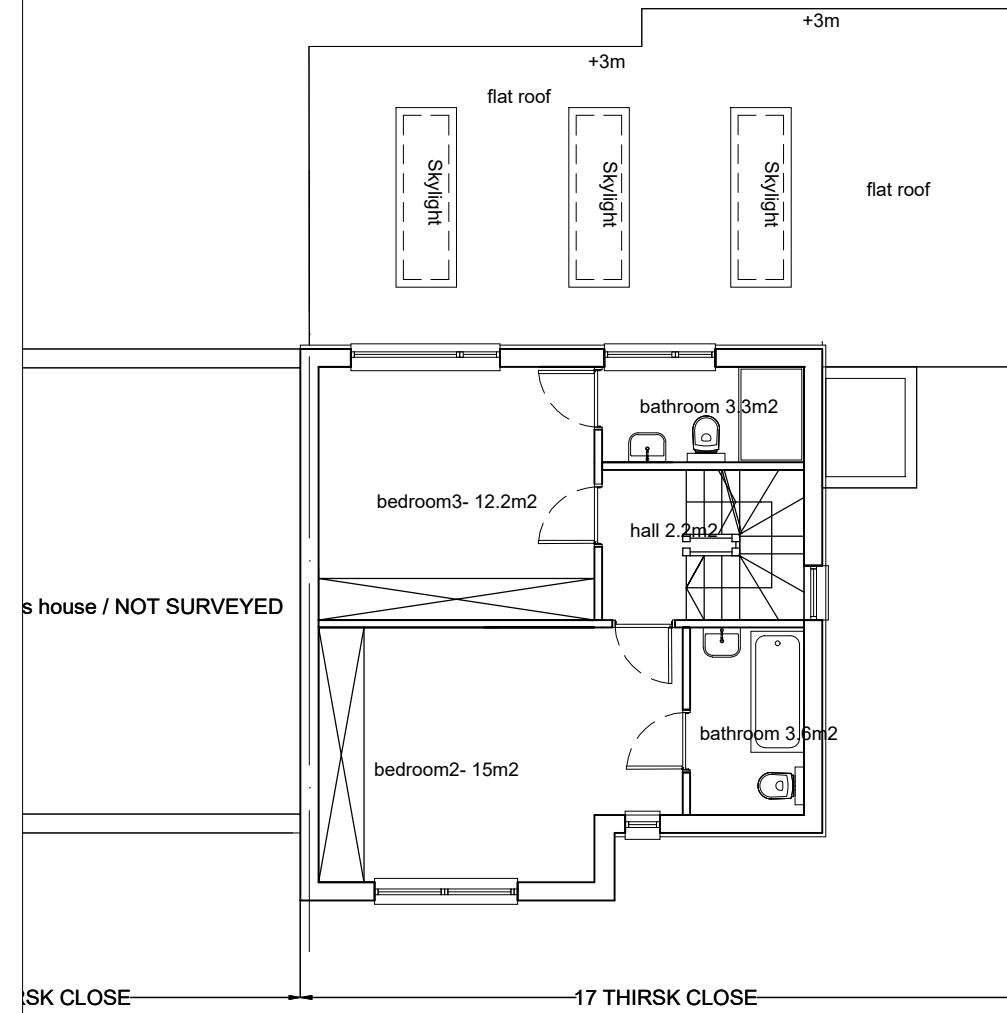 +3m
+3m
flat roof
Skylight
Skylight
Skylight
flat roof
bathroom 3.3m2
bedroom3- 12.2m2
hall 2.2m2
s house / NOT SURVEYED
bathroom 3.6m2
bedroom2- 15m2
RSK CLOSE
17 THIRSK CLOSE